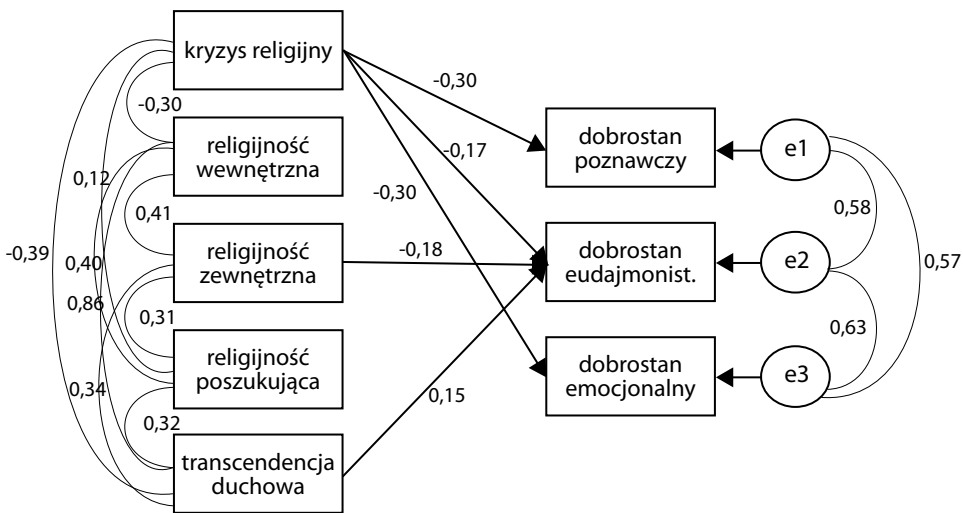 kryzys religijny
religijność
wewnętrzna
religijność
zewnętrzna
religijność
poszukująca
transcendencja
duchowa
-0,30
0,12
0,41
-0,39
0,40
0,86
0,31
0,34
0,32
-0,30
-0,17
-0,30
-0,18
0,15
dobrostan
poznawczy
dobrostan
eudajmonist.
dobrostan
emocjonalny
e1
e2
e3
0,58
0,57
0,63